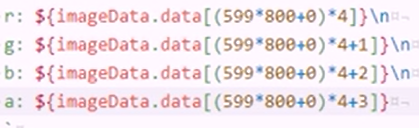 r: ${imageData.data[(599*800+0)*4]}\n
g: ${imageData.data[(599*800+0)*4+1]}\n
b: ${imageData.data[(599*800+0)*4+2]}\n
a: ${imageData.data[(599*800+0)*4+3]}
`